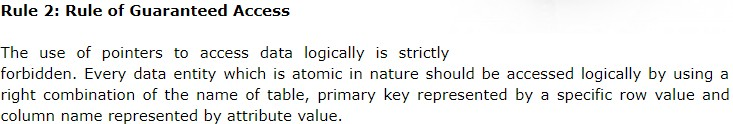 Rule 2: Rule of Guaranteed Access
The use of pointers to access data logically is strictly
forbidden. Every data entity which is atomic in nature should be accessed logically by using a
right combination of the name of table, primary key represented by a specific row value and
column name represented by attribute value.